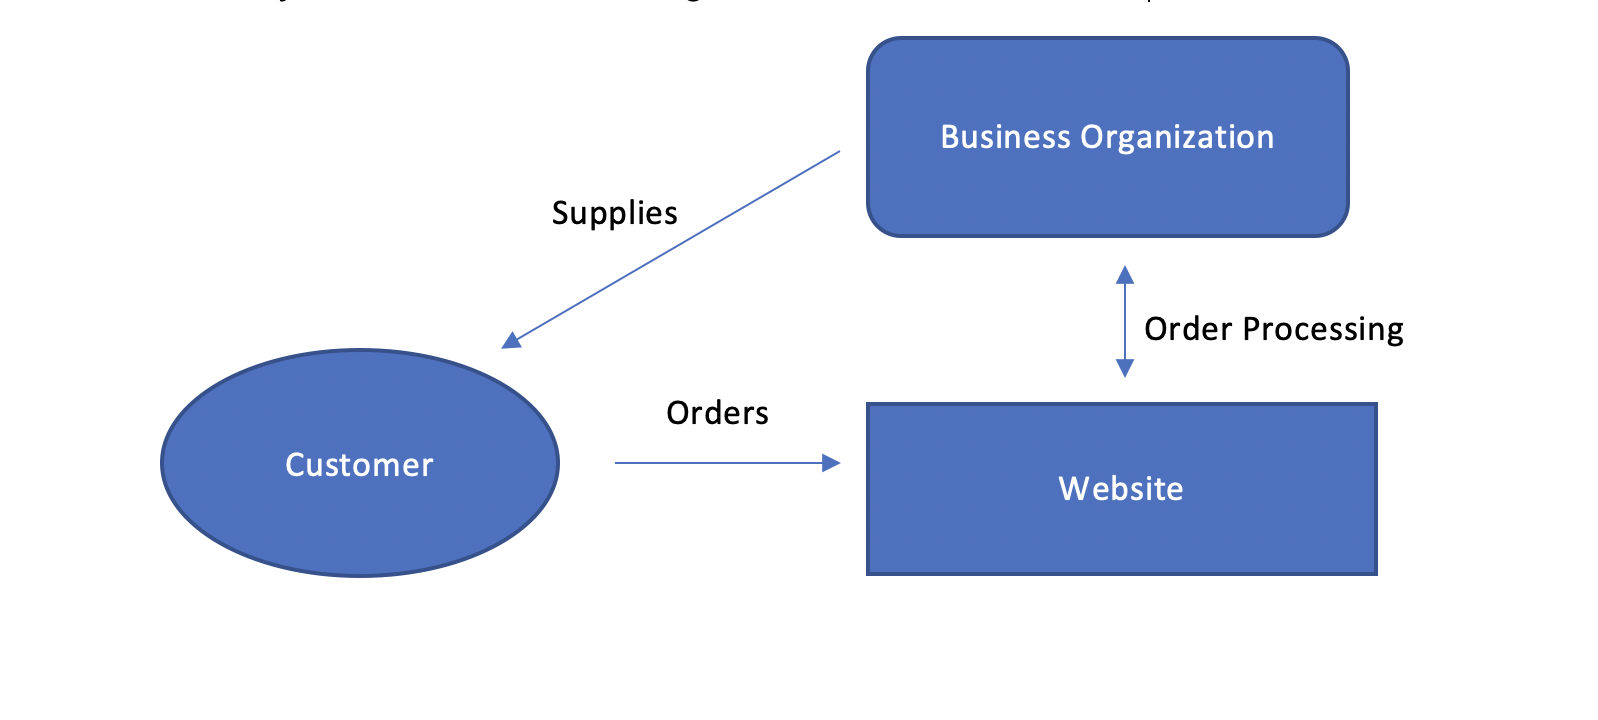 Business Organization
Supplies
Order Processing
Orders
Customer
Website